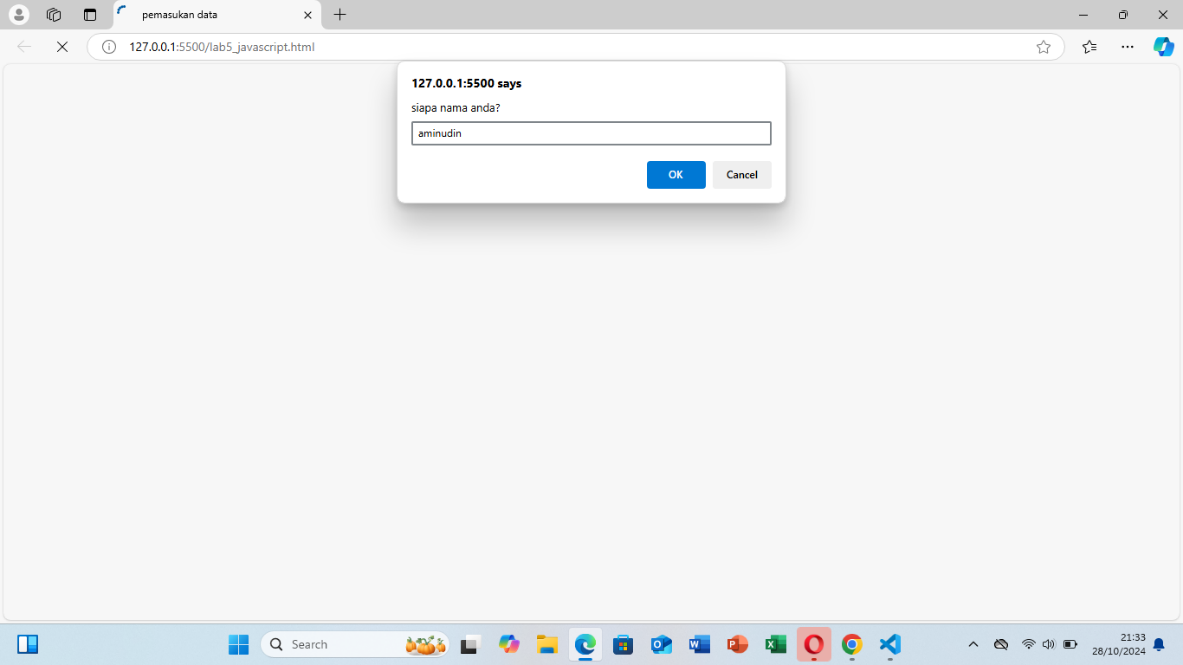 pemasukan data
127.0.0.1:5500/lab5_javascript.html
127.0.0.1:5500 says
siapa nama anda?
aminudin
OK
Cancel
Search
21:33
28/10/2024